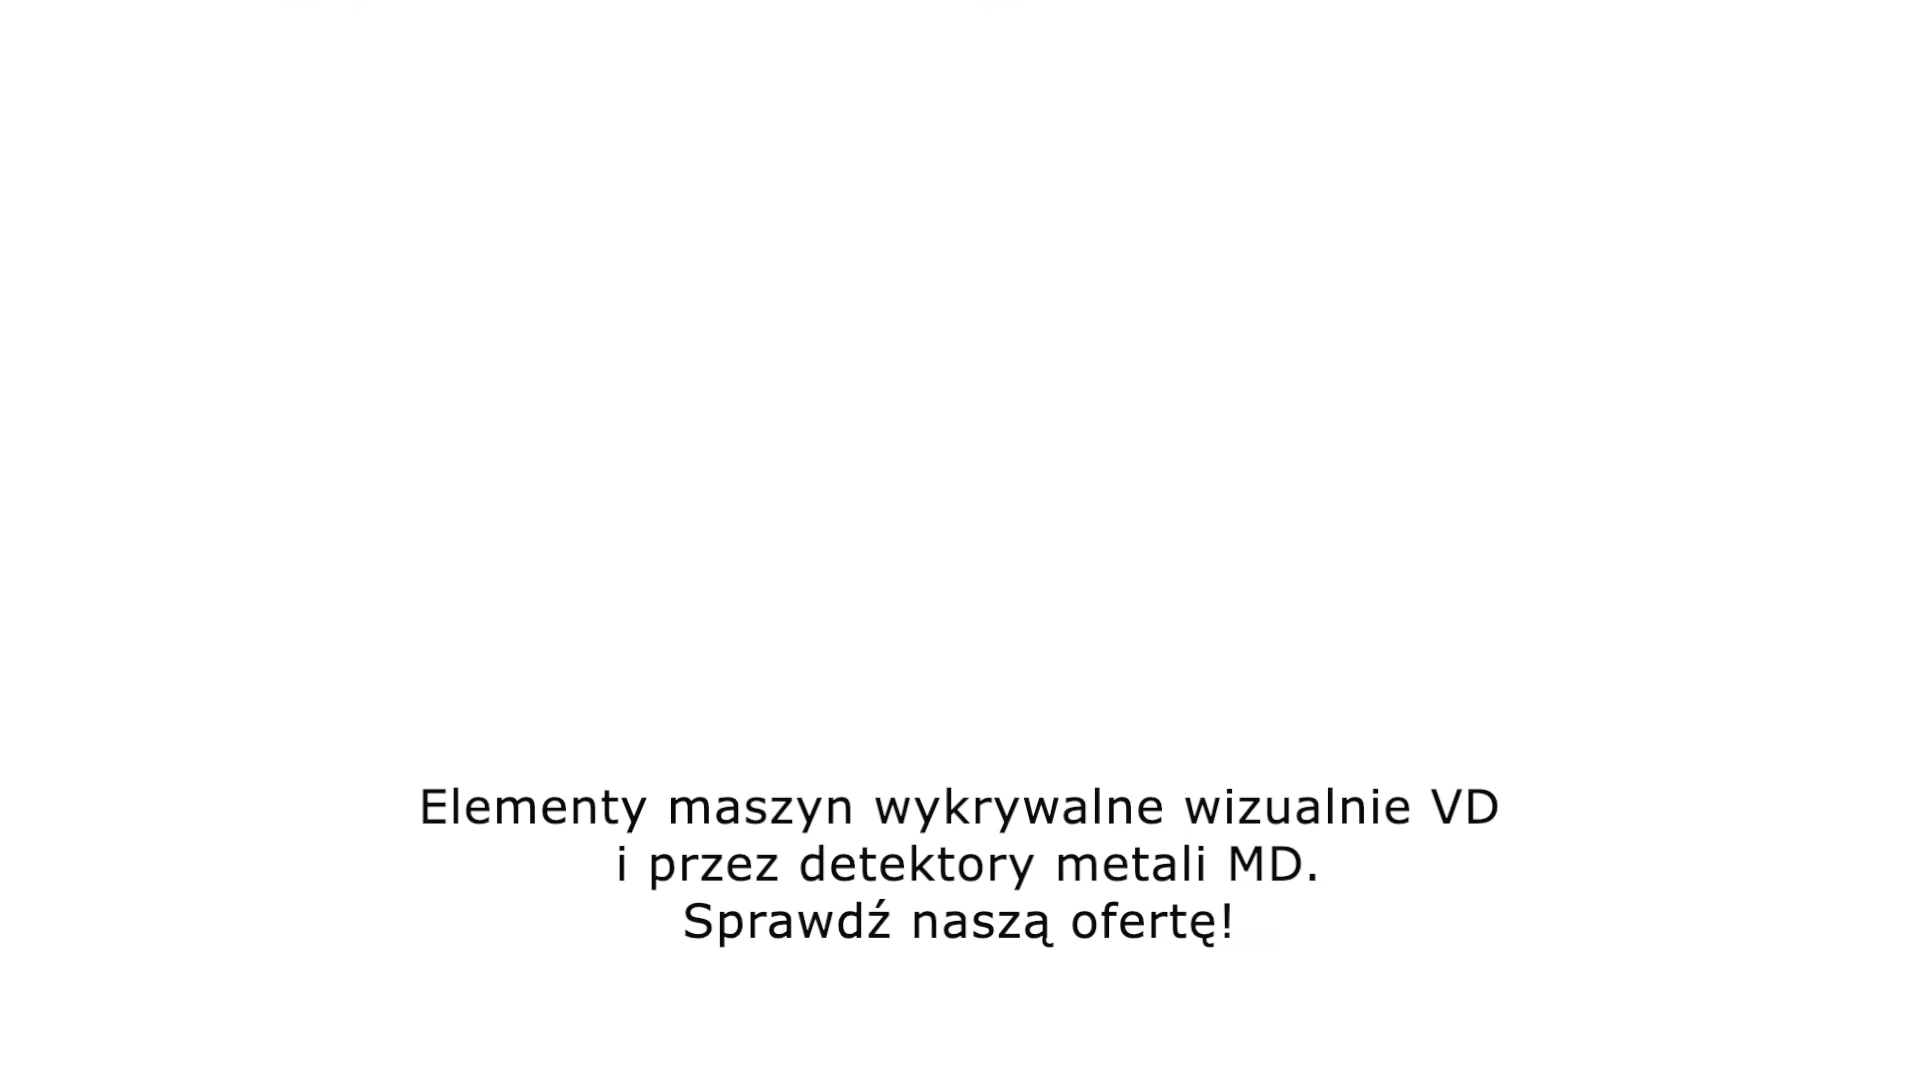 Elementy maszyn wykrywalne wizualnie VD
i przez detektory metali MD.
Sprawdź naszą ofertę!